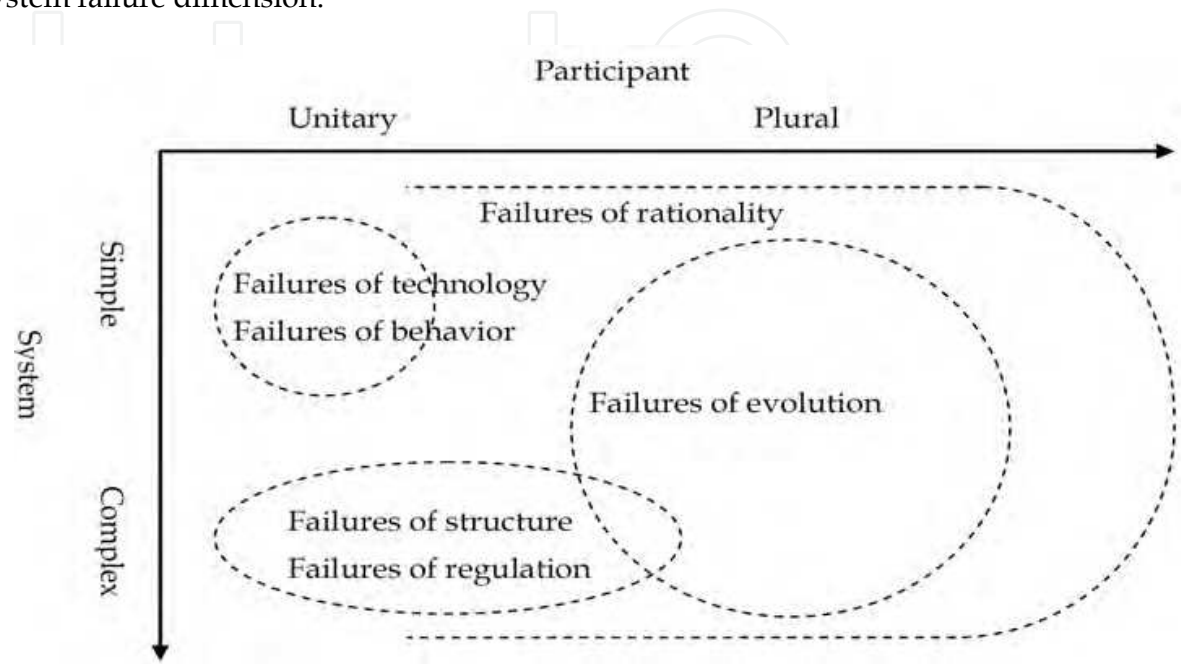 system failure dimension.
Participant
Unitary
Plural
Failures of rationality
Simple
Failures of technology
Failures of behavior
System
Failures of evolution
Complex
Failures of structure
Failures of regulation